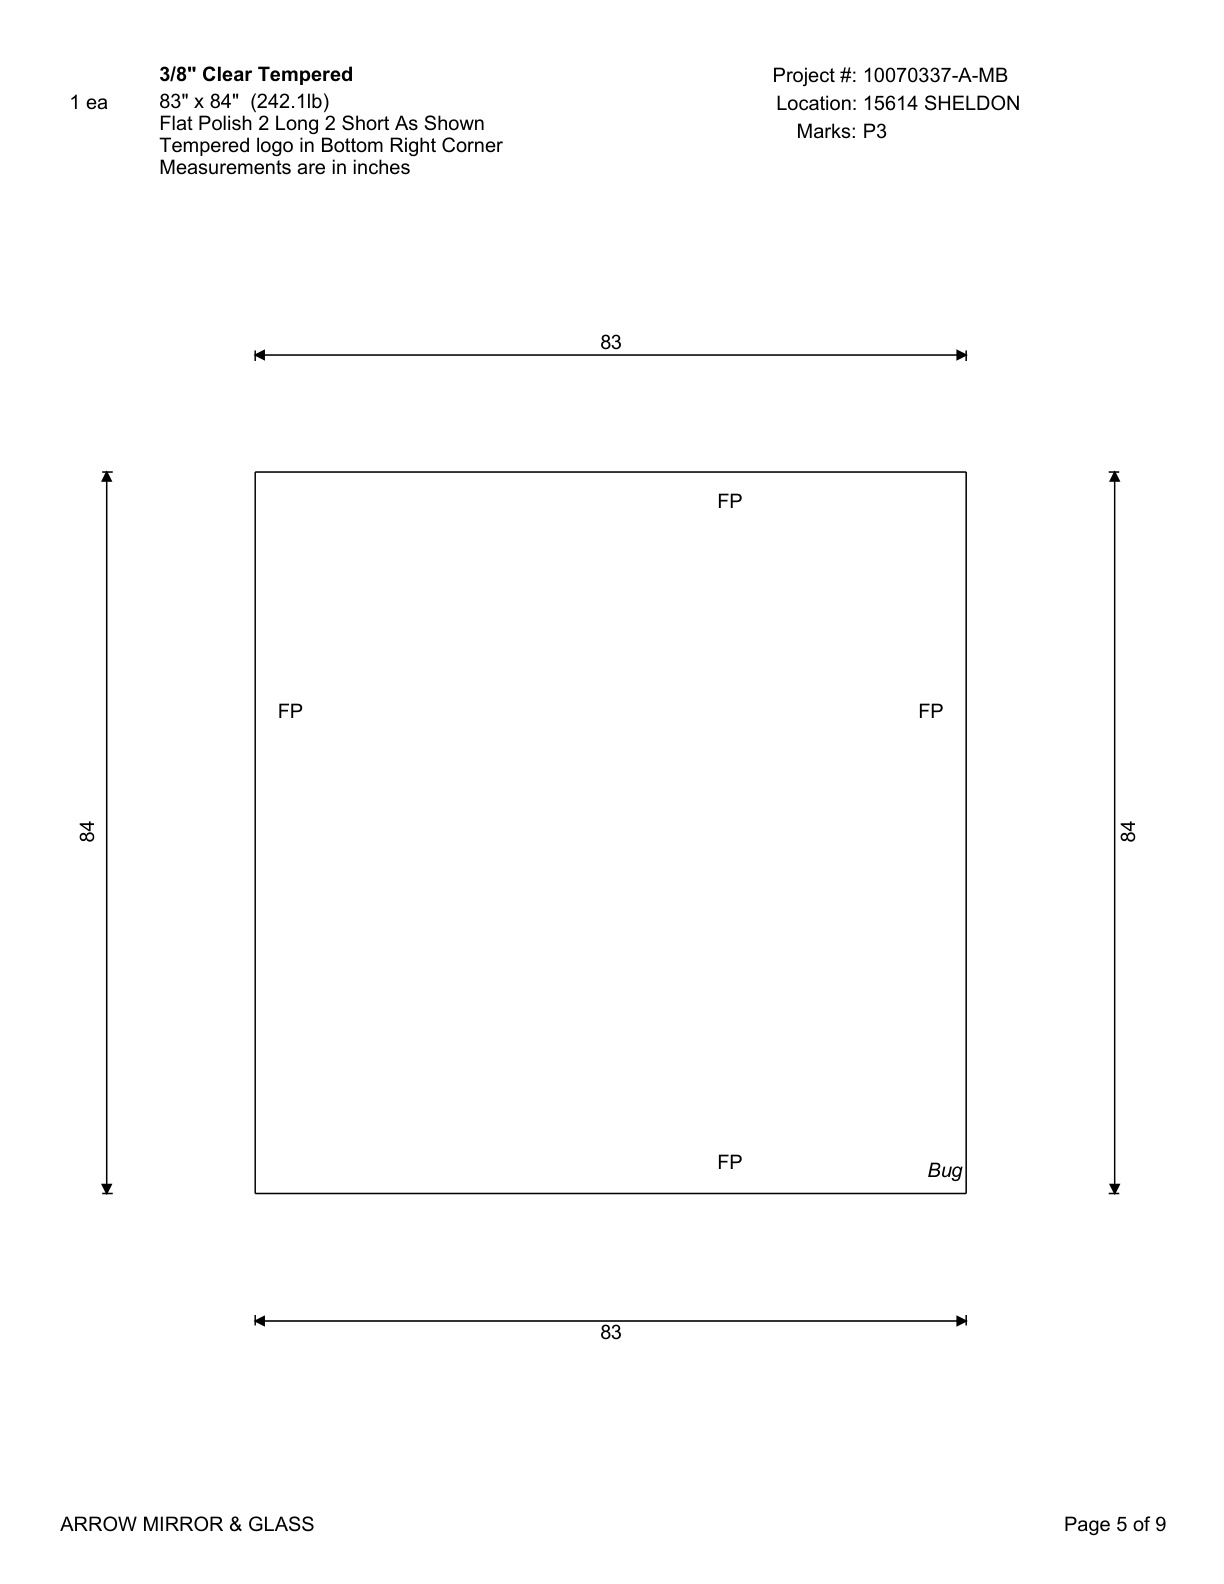 3/8" Clear Tempered
1 ea
83" x 84" (242.1lb)
Flat Polish 2 Long 2 Short As Shown
Tempered logo in Bottom Right Corner
Measurements are in inches
Project #: 10070337-A-MB
Location: 15614 SHELDON
Marks: P3
83
FP
FP
FP
84
84
FP
Bug
83
ARROW MIRROR & GLASS
Page 5 of 9